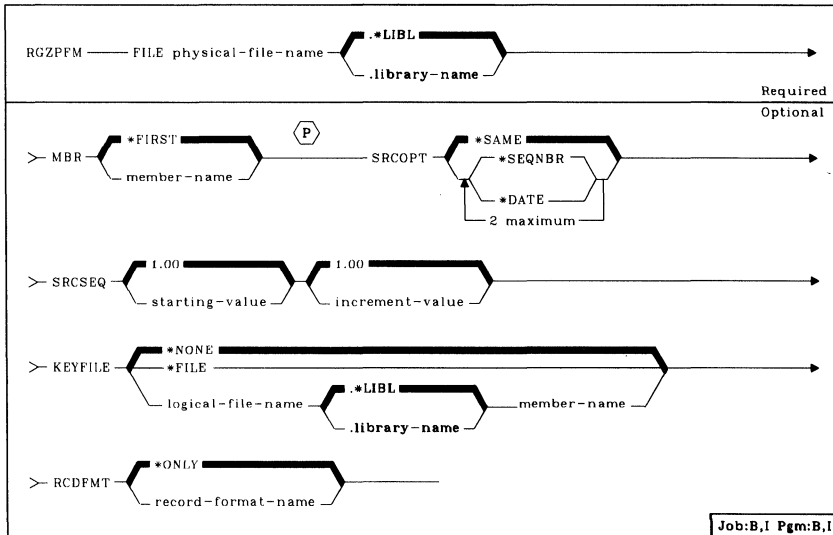 .*LIBL
RGZPFM FILE physical-file-name
.library-name
Required
Optional
*FIRST
P
*SAME
MBR
SRCOPT
*SEQNBR
member-name
*DATE
2 maximum
1.00 1.00
SRCSEQ
starting-value increment-value
*NONE
KEYFILE *FILE
.*LIBL
logical-file-name member-name
.library-name
*ONLY
RCDFMT
record-format-name
Job:B,I Pgm:B,I